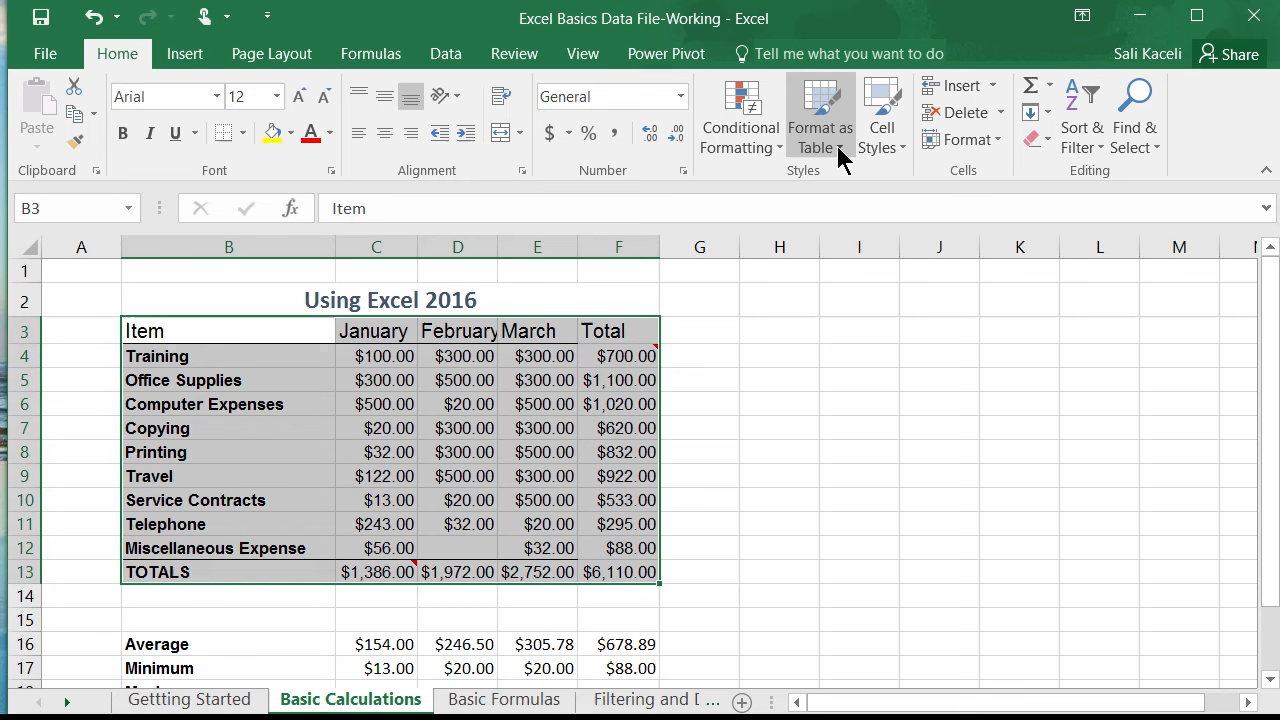 Excel Basics Data File-Working - Excel
File Home Insert Page Layout Formulas Data Review View Power Pivot Tell me what you want to do Sali Kaceli Share
Paste
Clipboard
Arial 12
B I U
Font
Alignment
General
$ %
Number
Conditional Formatting
Format as Table
Cell Styles
Styles
Insert
Delete
Format
Cells
Sort & Filter
Find & Select
Editing
B3 fx Item
A B C D E F G H I J K L M
1
2 Using Excel 2016
3 Item January February March Total
4 Training $100.00 $300.00 $300.00 $700.00
5 Office Supplies $300.00 $500.00 $300.00 $1,100.00
6 Computer Expenses $500.00 $20.00 $500.00 $1,020.00
7 Copying $20.00 $300.00 $300.00 $620.00
8 Printing $32.00 $300.00 $500.00 $832.00
9 Travel $122.00 $500.00 $300.00 $922.00
10 Service Contracts $13.00 $20.00 $500.00 $533.00
11 Telephone $243.00 $32.00 $20.00 $295.00
12 Miscellaneous Expense $56.00 $32.00 $88.00
13 TOTALS $1,386.00 $1,972.00 $2,752.00 $6,110.00
14
15
16 Average $154.00 $246.50 $305.78 $678.89
17 Minimum $13.00 $20.00 $20.00 $88.00
Gettting Started Basic Calculations Basic Formulas Filtering and D ...